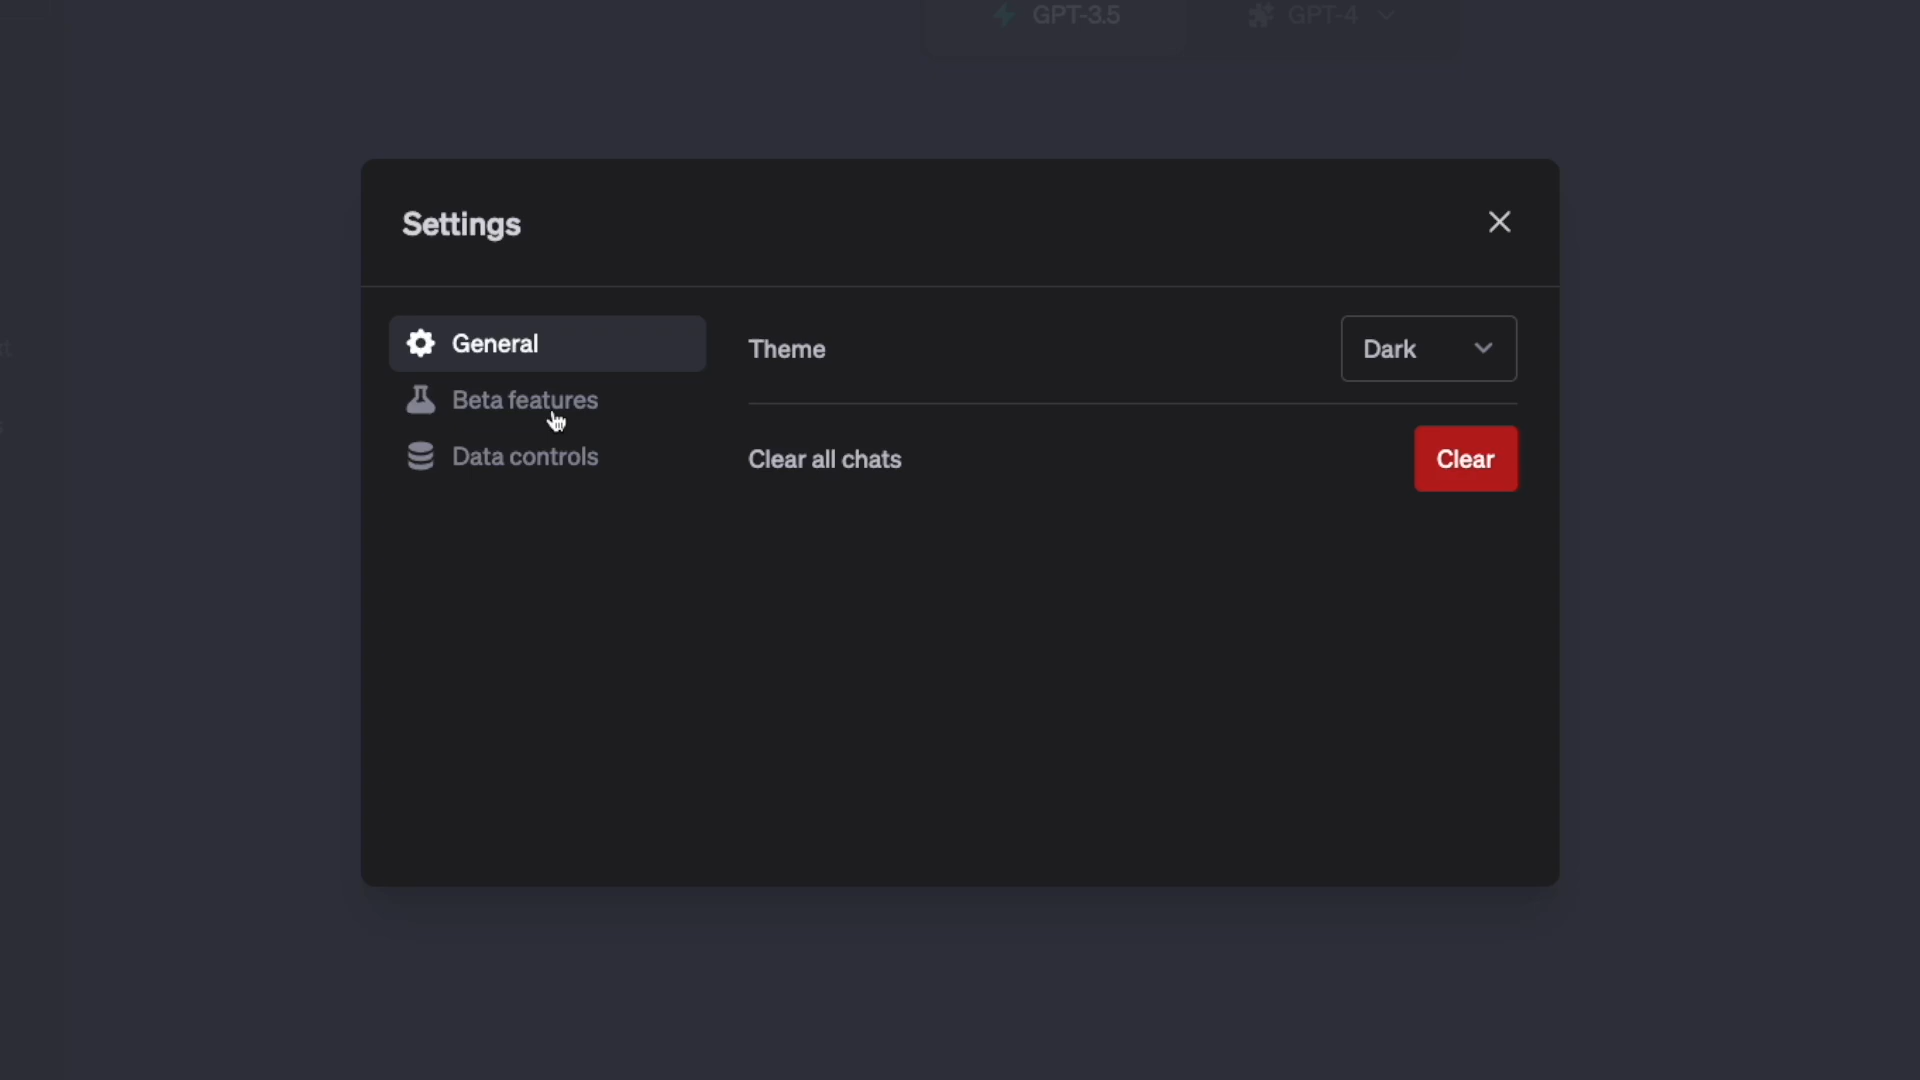 GPT-3.5
GPT-4
Settings
General
Beta features
Data controls
Theme
Dark
Clear all chats
Clear